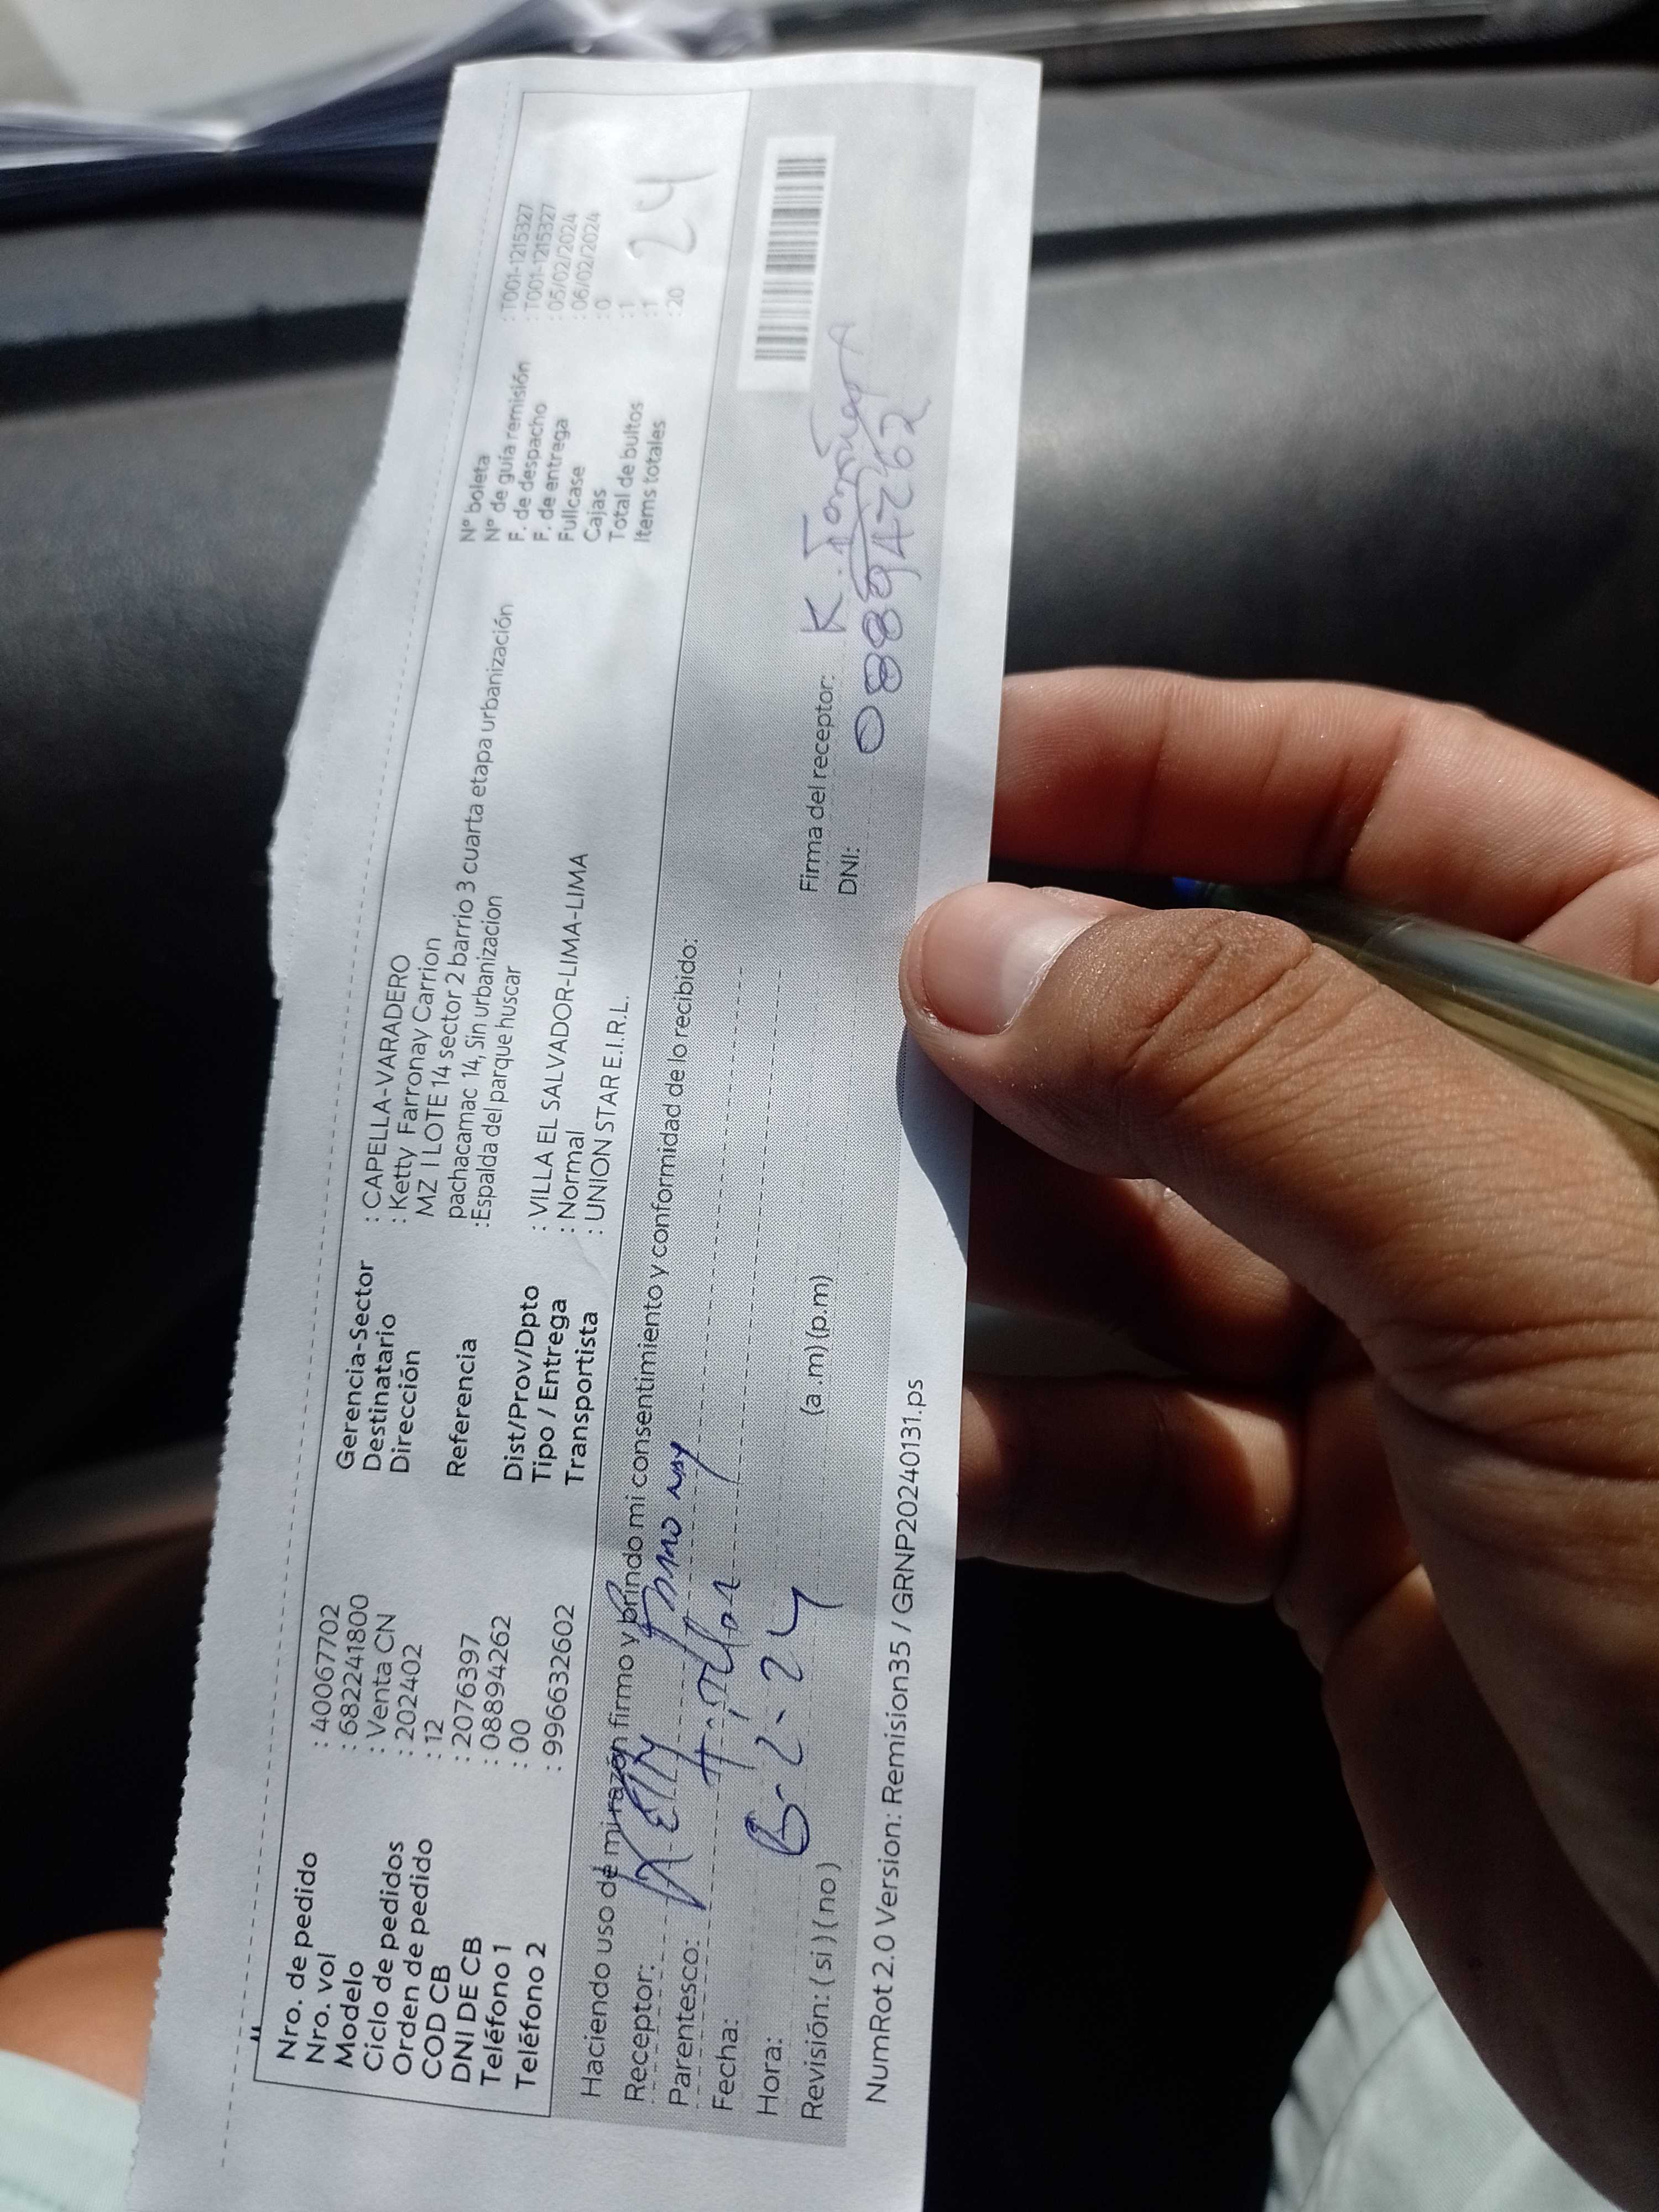 Nro. de pedido : 40067702
Nro. vol : 682241800
Modelo : Venta CN
Ciclo de pedidos : 202402
Orden de pedido : 12
COD CB : 2076397
DNI DE CB : 08894262
Teléfono 1 : 00
Teléfono 2 : 996632602
Gerencia-Sector : CAPELLA-VARADERO
Destinatario : Ketty Farronay Carrion
Dirección MZ I LOTE 14 sector 2 barrio 3 cuarta etapa urbanización
pachacamac 14, Sin urbanizacion
Referencia :Espalda del parque huscar
Dist/Prov/Dpto : VILLA EL SALVADOR-LIMA-LIMA
Tipo / Entrega : Normal
Transportista : UNION STAR E.I.R.L.
N° boleta : T001-1215327
N° de guía remisión : T001-1215327
F. de despacho : 05/02/2024
F. de entrega : 06/02/2024
Fullcase : 0
Cajas : 1
Total de bultos : 1
Items totales : 20
24
Haciendo uso de mi razón firmo y brindo mi consentimiento y conformidad de lo recibido:
Receptor: Ketty Farronay
Parentesco: Titular
Fecha: 6-2-24
Hora: (a.m) (p.m)
Revisión: ( si ) ( no )
Firma del receptor: K.
DNI: 08894262
NumRot 2.0 Version: Remision35 / GRNP20240131.ps